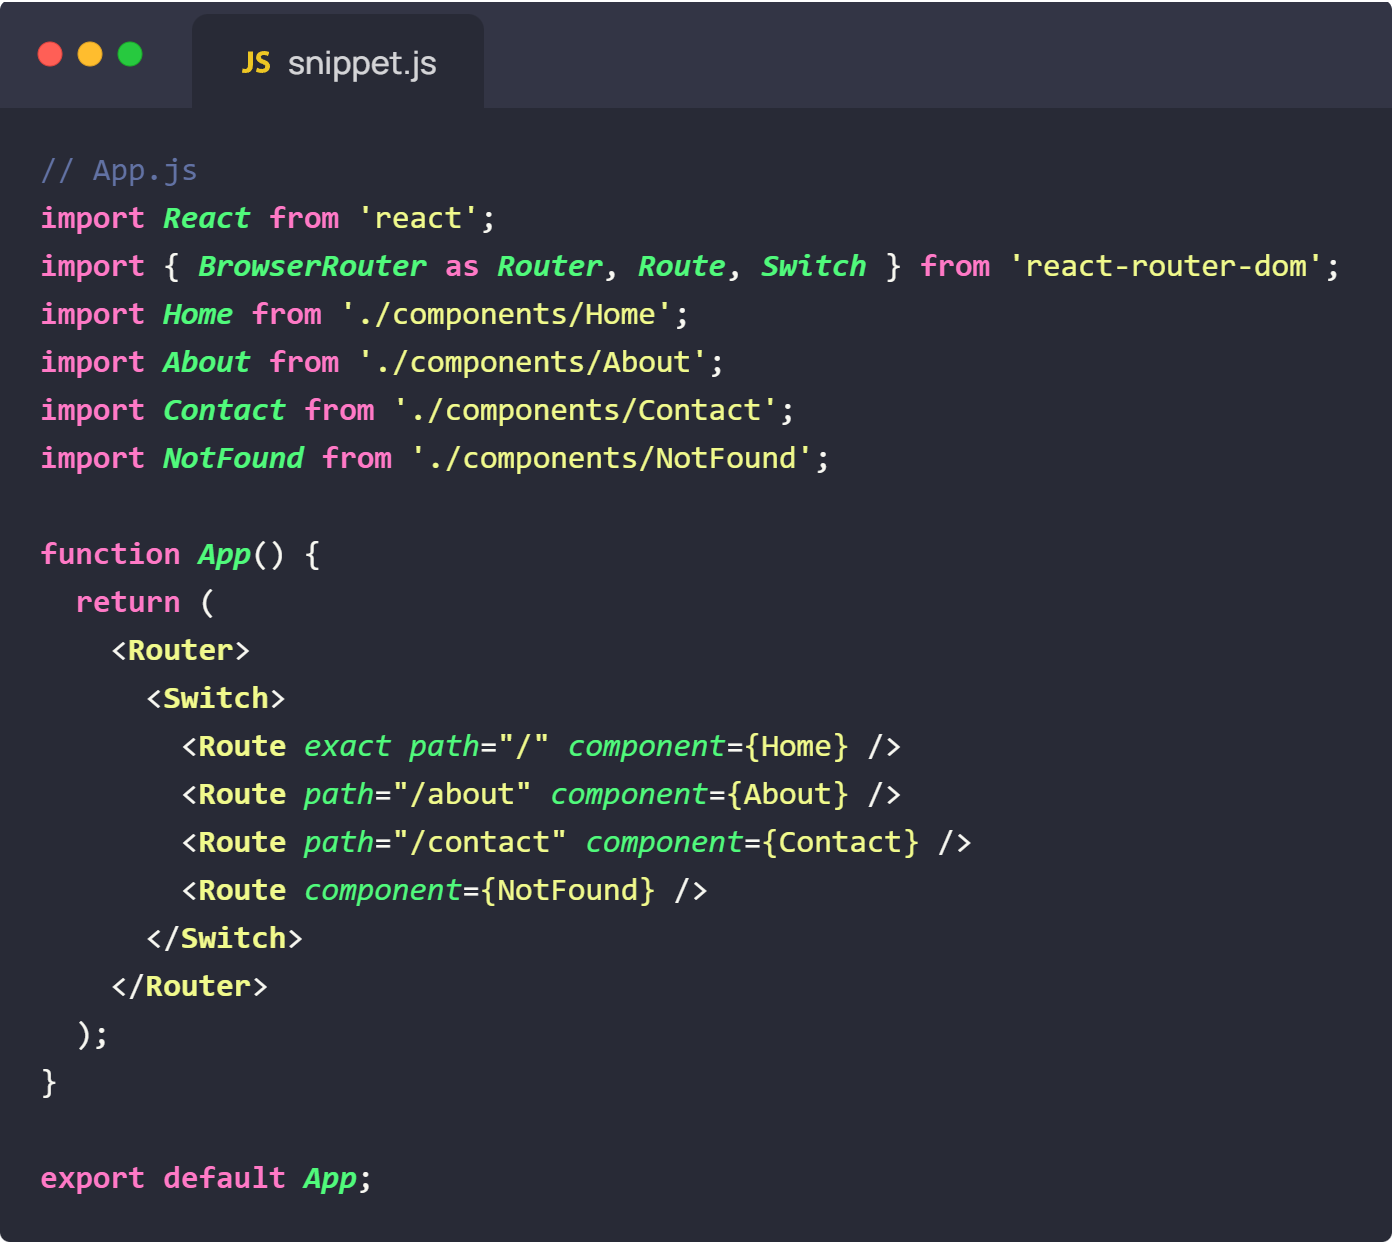 JS snippet.js
// App.js
import React from 'react';
import { BrowserRouter as Router, Route, Switch } from 'react-router-dom';
import Home from './components/Home';
import About from './components/About';
import Contact from './components/Contact';
import NotFound from './components/NotFound';

function App() {
  return (
    <Router>
      <Switch>
        <Route exact path="/" component={Home} />
        <Route path="/about" component={About} />
        <Route path="/contact" component={Contact} />
        <Route component={NotFound} />
      </Switch>
    </Router>
  );
}

export default App;